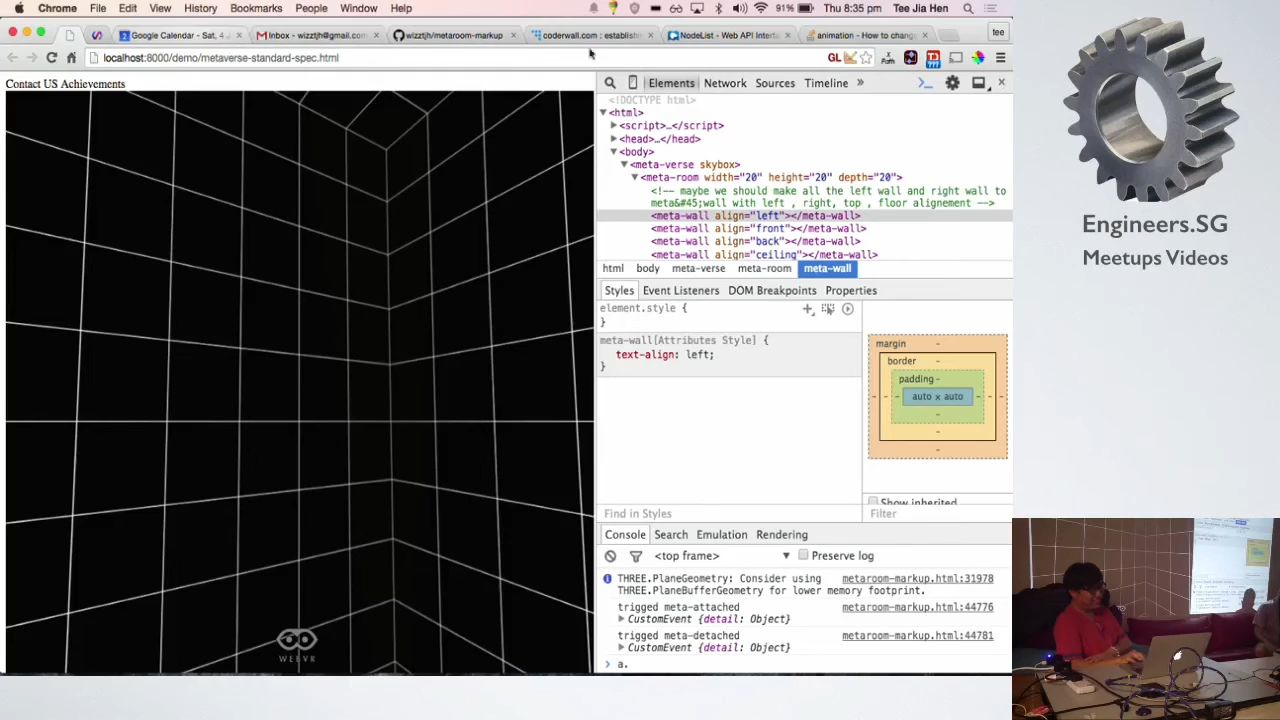 Chrome File Edit View History Bookmarks People Window Help
91% Thu 8:35 pm Tee Jia Hen
Google Calendar - Sat, 4
Inbox - wizztjh@gmail.co
wizztjh/metaroom-markup
coderwall.com : establishi
NodeList - Web API Interfa
animation - How to chang
tee
localhost:8000/demo/metaverse-standard-spec.html
GL
Contact US Achievements
WEBVR
Elements Network Sources Timeline »
<!DOCTYPE html>
<html>
<script>…</script>
<head>…</head>
<body>
<meta-verse skybox>
<meta-room width="20" height="20" depth="20">
<!-- maybe we should make all the left wall and right wall to
meta&#45;wall with left , right, top , floor alignement -->
<meta-wall align="left"></meta-wall>
<meta-wall align="front"></meta-wall>
<meta-wall align="back"></meta-wall>
<meta-wall align="ceiling"></meta-wall>
html body meta-verse meta-room meta-wall
Styles Event Listeners DOM Breakpoints Properties
element.style {
}
meta-wall[Attributes Style] {
text-align: left;
}
margin -
border -
padding -
- - - auto x auto - - -
-
-
-
Show inherited
Find in Styles
Filter
Console Search Emulation Rendering
<top frame> ▼ Preserve log
THREE.PlaneGeometry: Consider using metaroom-markup.html:31978
THREE.PlaneBufferGeometry for lower memory footprint.
trigged meta-attached metaroom-markup.html:44776
CustomEvent {detail: Object}
trigged meta-detached metaroom-markup.html:44781
CustomEvent {detail: Object}
> a.
Engineers.SG
Meetups Videos